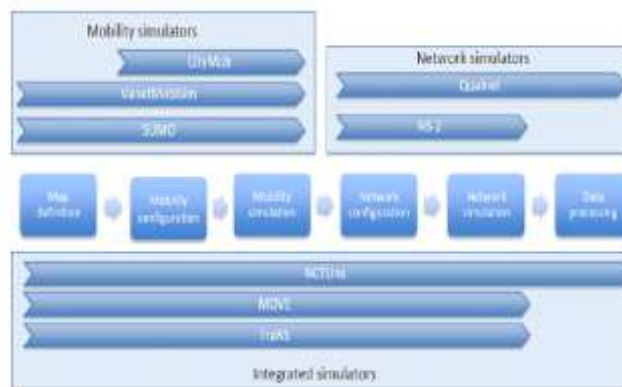 Mobility simulators
CityMob
VanetMobiSim
SUMO
Network simulators
Qualnet
NS-2
Map
definition
Mobility
configuration
Mobility
simulation
Network
configuration
Network
simulation
Data
processing
NCTUns
MOVE
TraNS
Integrated simulators